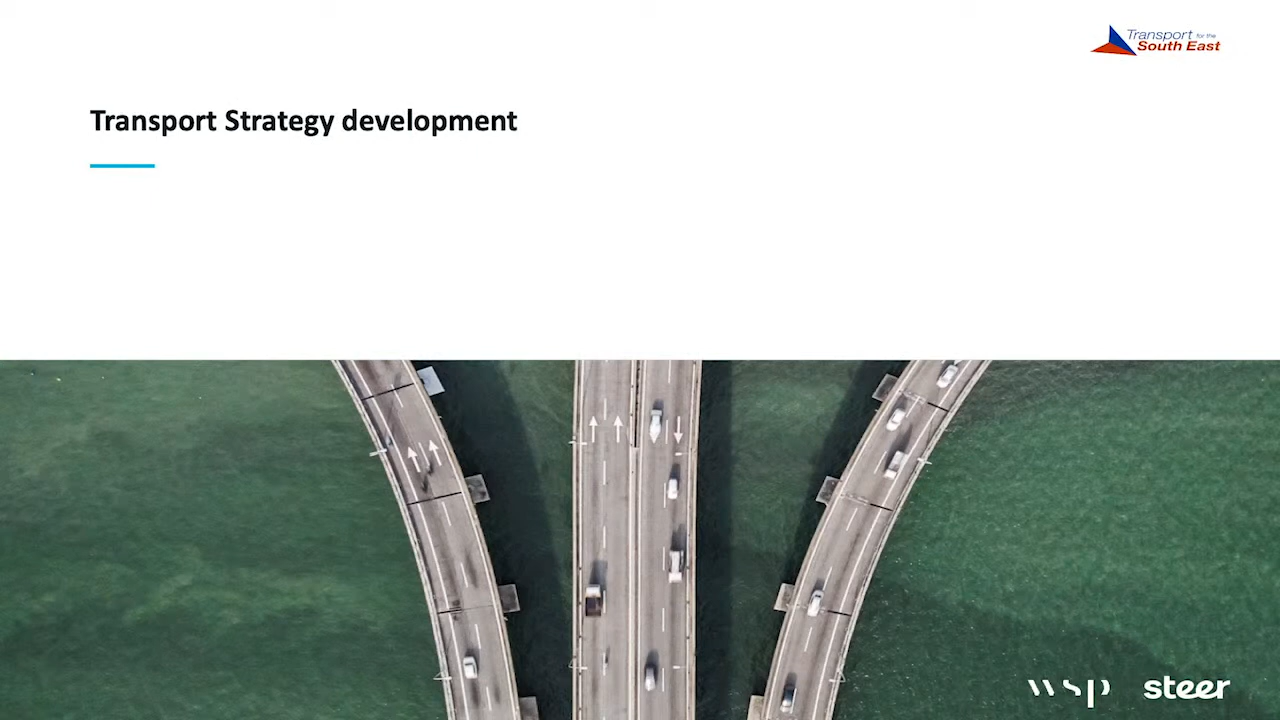 Transport for the
South East
Transport Strategy development
wsp
steer